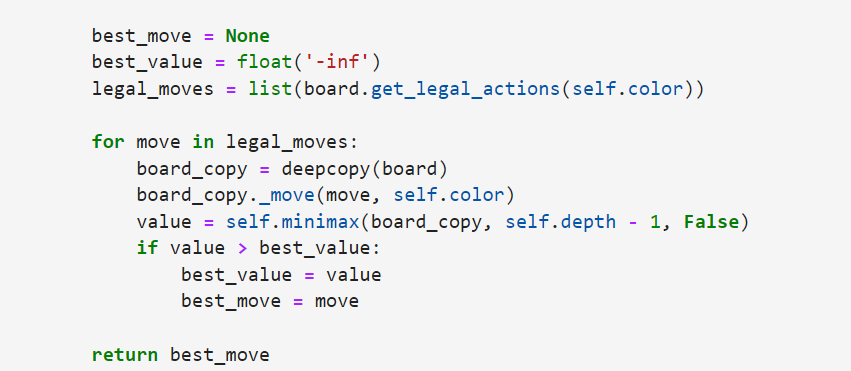 best_move = None
best_value = float('-inf')
legal_moves = list(board.get_legal_actions(self.color))

for move in legal_moves:
    board_copy = deepcopy(board)
    board_copy._move(move, self.color)
    value = self.minimax(board_copy, self.depth - 1, False)
    if value > best_value:
        best_value = value
        best_move = move

return best_move